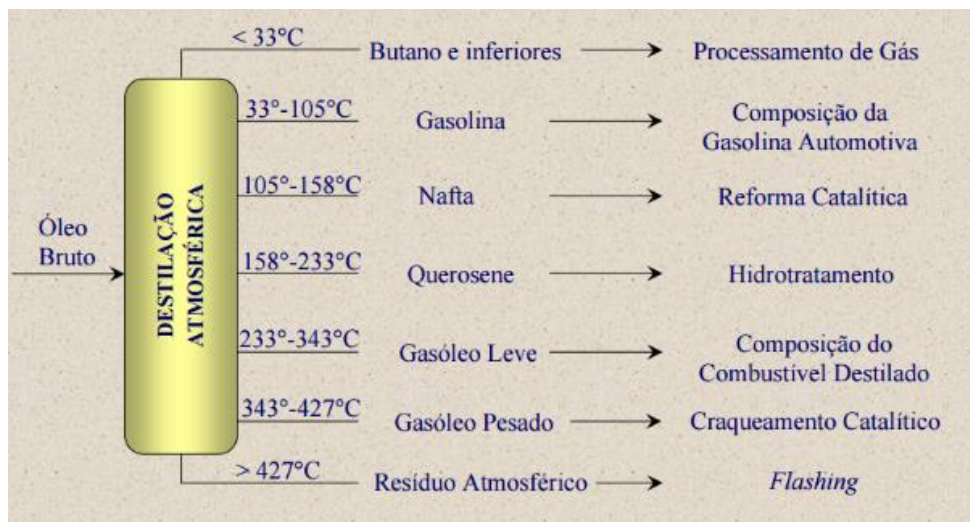 < 33°C
Butano e inferiores
Processamento de Gás
33°-105°C
Gasolina
Composição da
Gasolina Automotiva
105°-158°C
Nafta
Reforma Catalítica
Óleo
Bruto
DESTILAÇÃO
ATMOSFÉRICA
158°-233°C
Querosene
Hidrotratamento
233°-343°C
Gasóleo Leve
Composição do
Combustível Destilado
343°-427°C
Gasóleo Pesado
Craqueamento Catalítico
> 427°C
Resíduo Atmosférico
Flashing